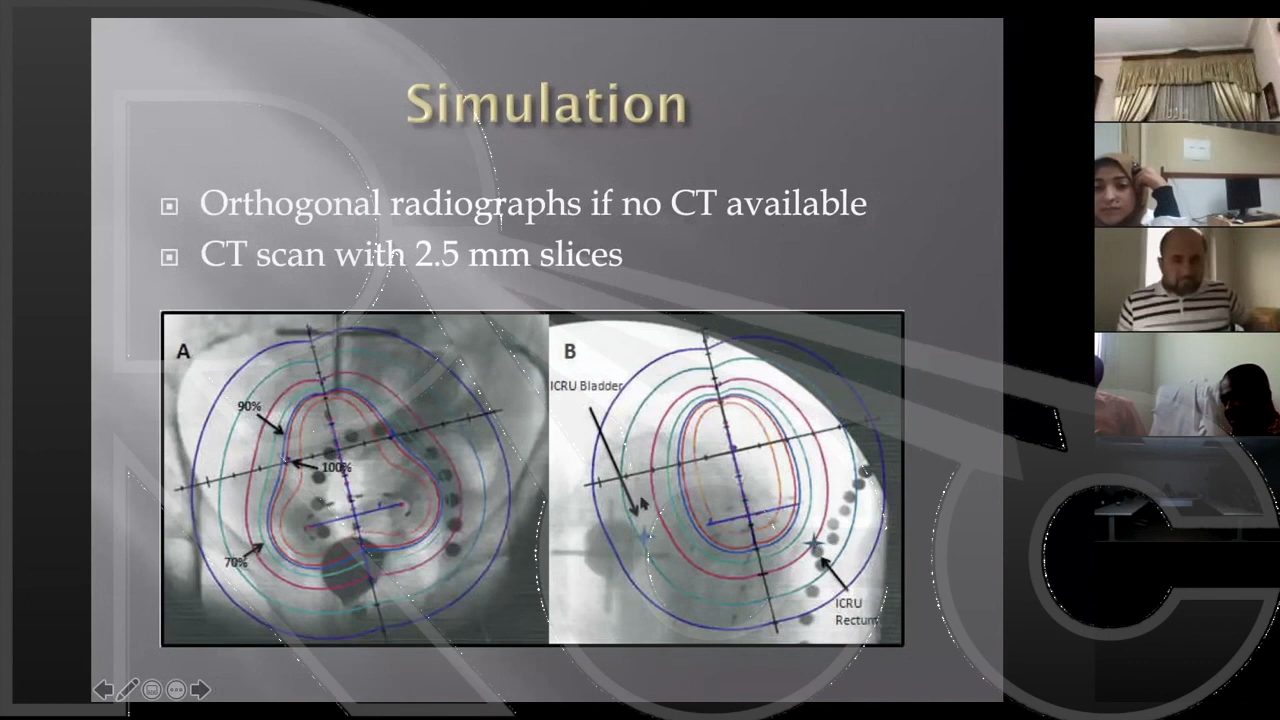 Simulation
Orthogonal radiographs if no CT available
CT scan with 2.5 mm slices
A
90%
100%
70%
B
ICRU Bladder
ICRU
Rectum